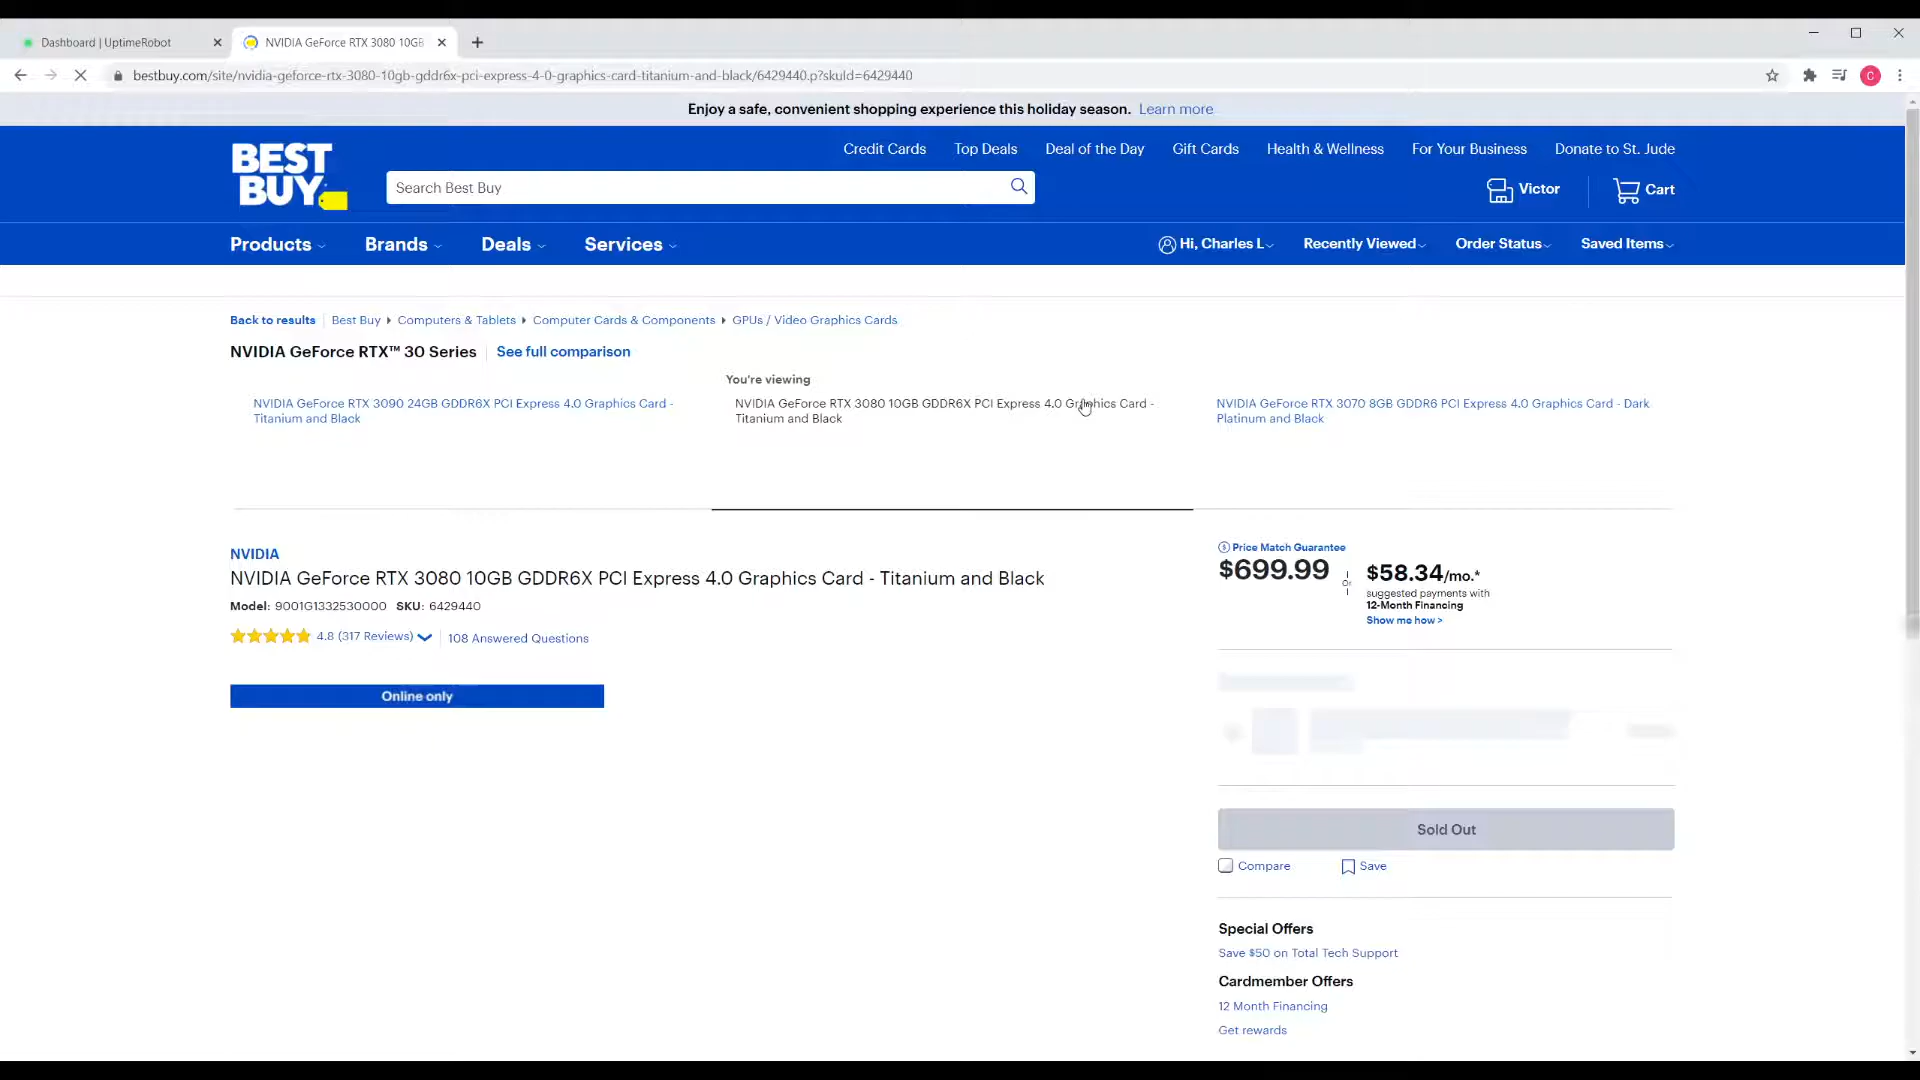 Dashboard | UptimeRobot
NVIDIA GeForce RTX 3080 10GB
bestbuy.com/site/nvidia-geforce-rtx-3080-10gb-gddr6x-pci-express-4-0-graphics-card-titanium-and-black/6429440.p?skuId=6429440
C
Enjoy a safe, convenient shopping experience this holiday season. Learn more
BEST
BUY
Credit Cards Top Deals Deal of the Day Gift Cards Health & Wellness For Your Business Donate to St. Jude
Search Best Buy
Victor Cart
Products Brands Deals Services
Hi, Charles L Recently Viewed Order Status Saved Items
Back to results Best Buy Computers & Tablets Computer Cards & Components GPUs / Video Graphics Cards
NVIDIA GeForce RTX™ 30 Series See full comparison
You're viewing
NVIDIA GeForce RTX 3090 24GB GDDR6X PCI Express 4.0 Graphics Card -
Titanium and Black
NVIDIA GeForce RTX 3080 10GB GDDR6X PCI Express 4.0 Graphics Card -
Titanium and Black
NVIDIA GeForce RTX 3070 8GB GDDR6 PCI Express 4.0 Graphics Card - Dark
Platinum and Black
NVIDIA
NVIDIA GeForce RTX 3080 10GB GDDR6X PCI Express 4.0 Graphics Card - Titanium and Black
Model: 9001G1332530000 SKU: 6429440
4.8 (317 Reviews) 108 Answered Questions
Online only
Price Match Guarantee
$699.99
Or
$58.34/mo.*
suggested payments with
12-Month Financing
Show me how >
Sold Out
Compare Save
Special Offers
Save $50 on Total Tech Support
Cardmember Offers
12 Month Financing
Get rewards